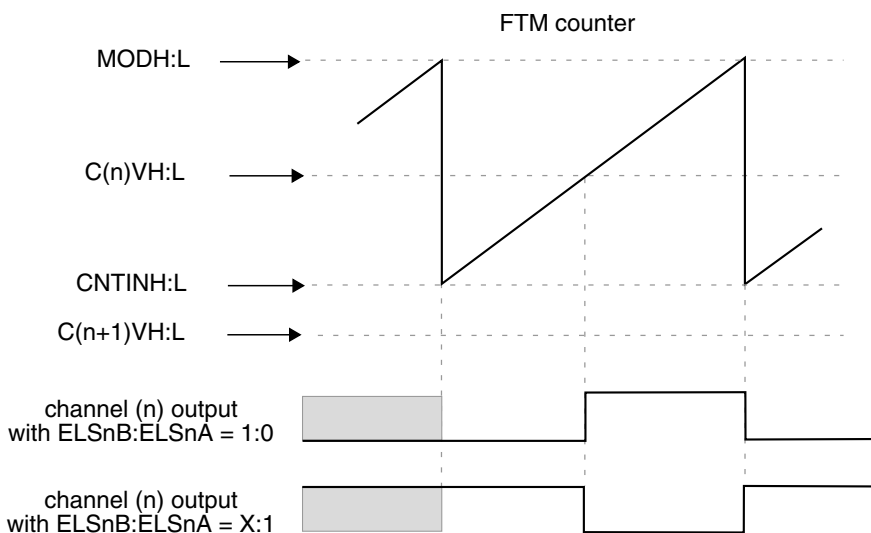 FTM counter
MODH:L
C(n)VH:L
CNTINH:L
C(n+1)VH:L
channel (n) output
with ELSnB:ELSnA = 1:0
channel (n) output
with ELSnB:ELSnA = X:1